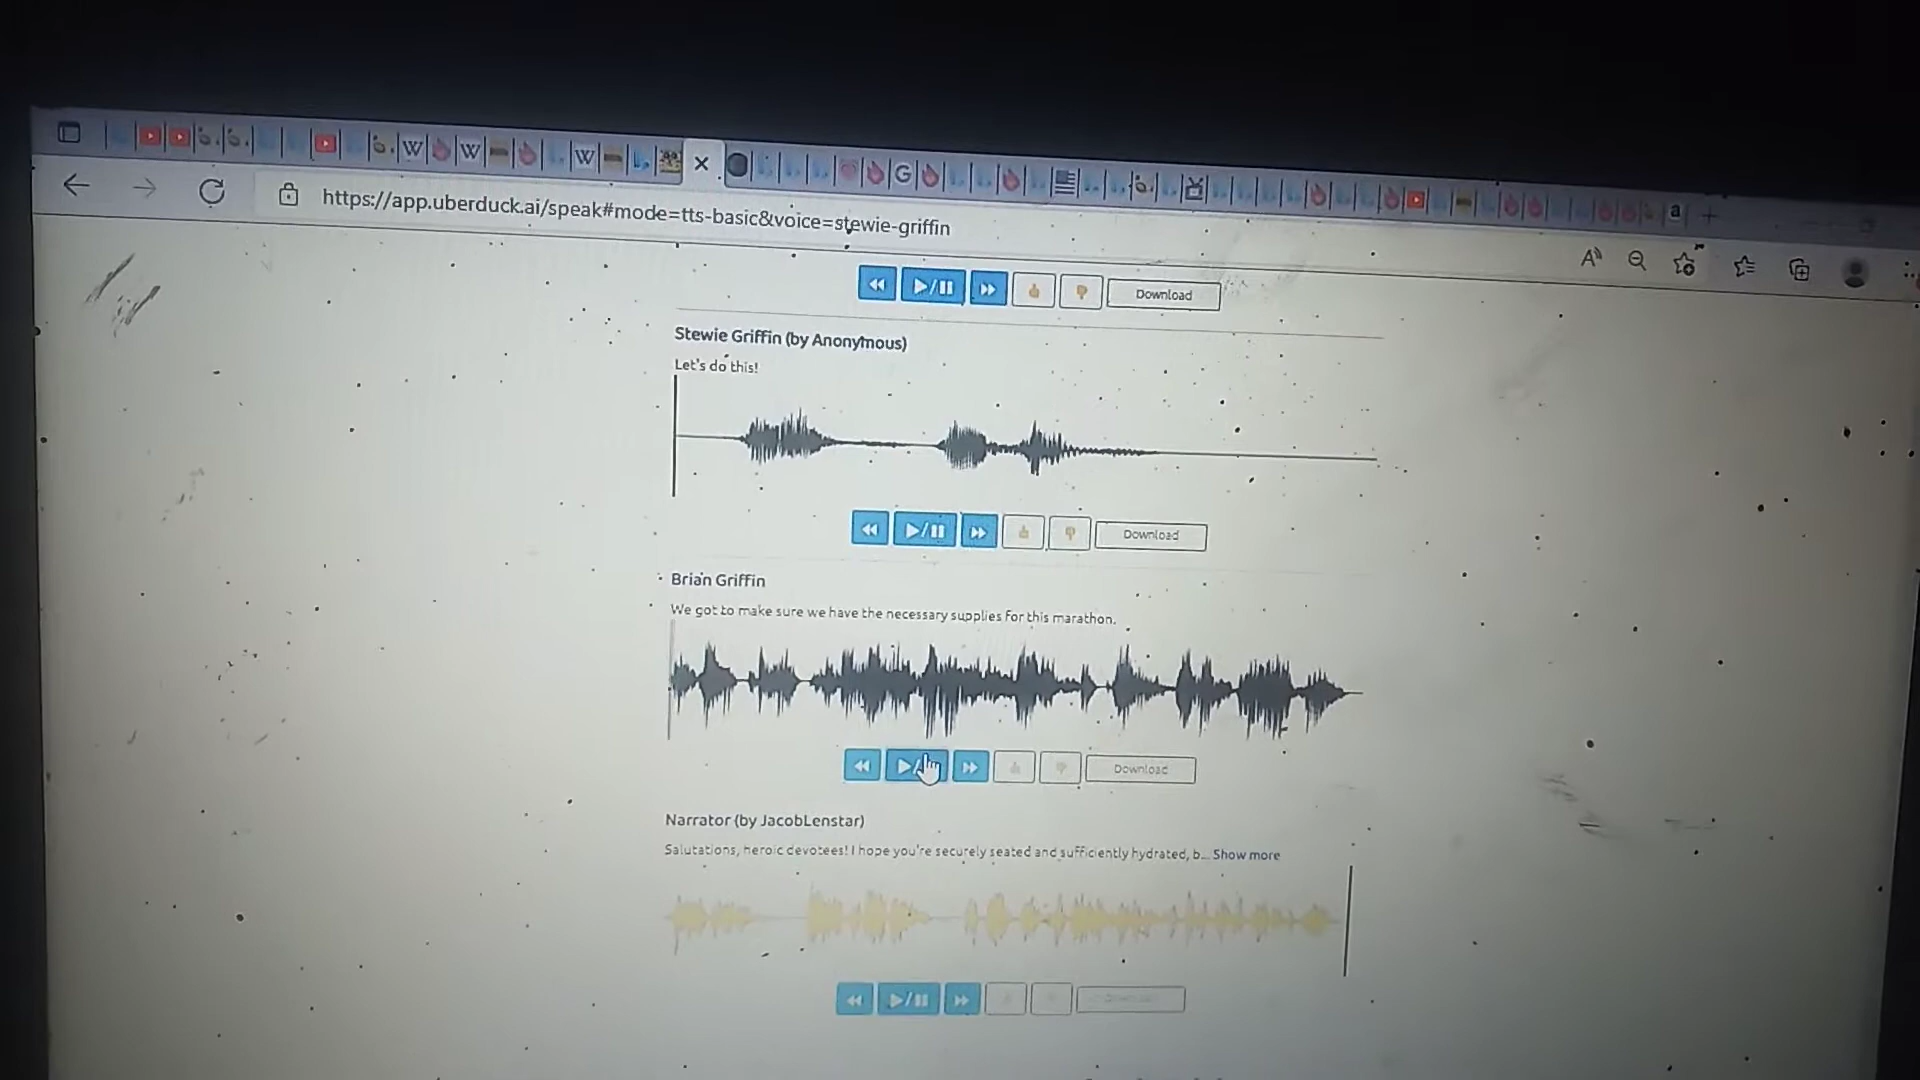 https://app.uberduck.ai/speak#mode=tts-basic&voice=stewie-griffin
Download
Stewie Griffin (by Anonymous)
Let's do this!
Download
Brian Griffin
We got to make sure we have the necessary supplies for this marathon.
Download
Narrator (by JacobLenstar)
Salutations, heroic devotees! I hope you're securely seated and sufficiently hydrated, b... Show more